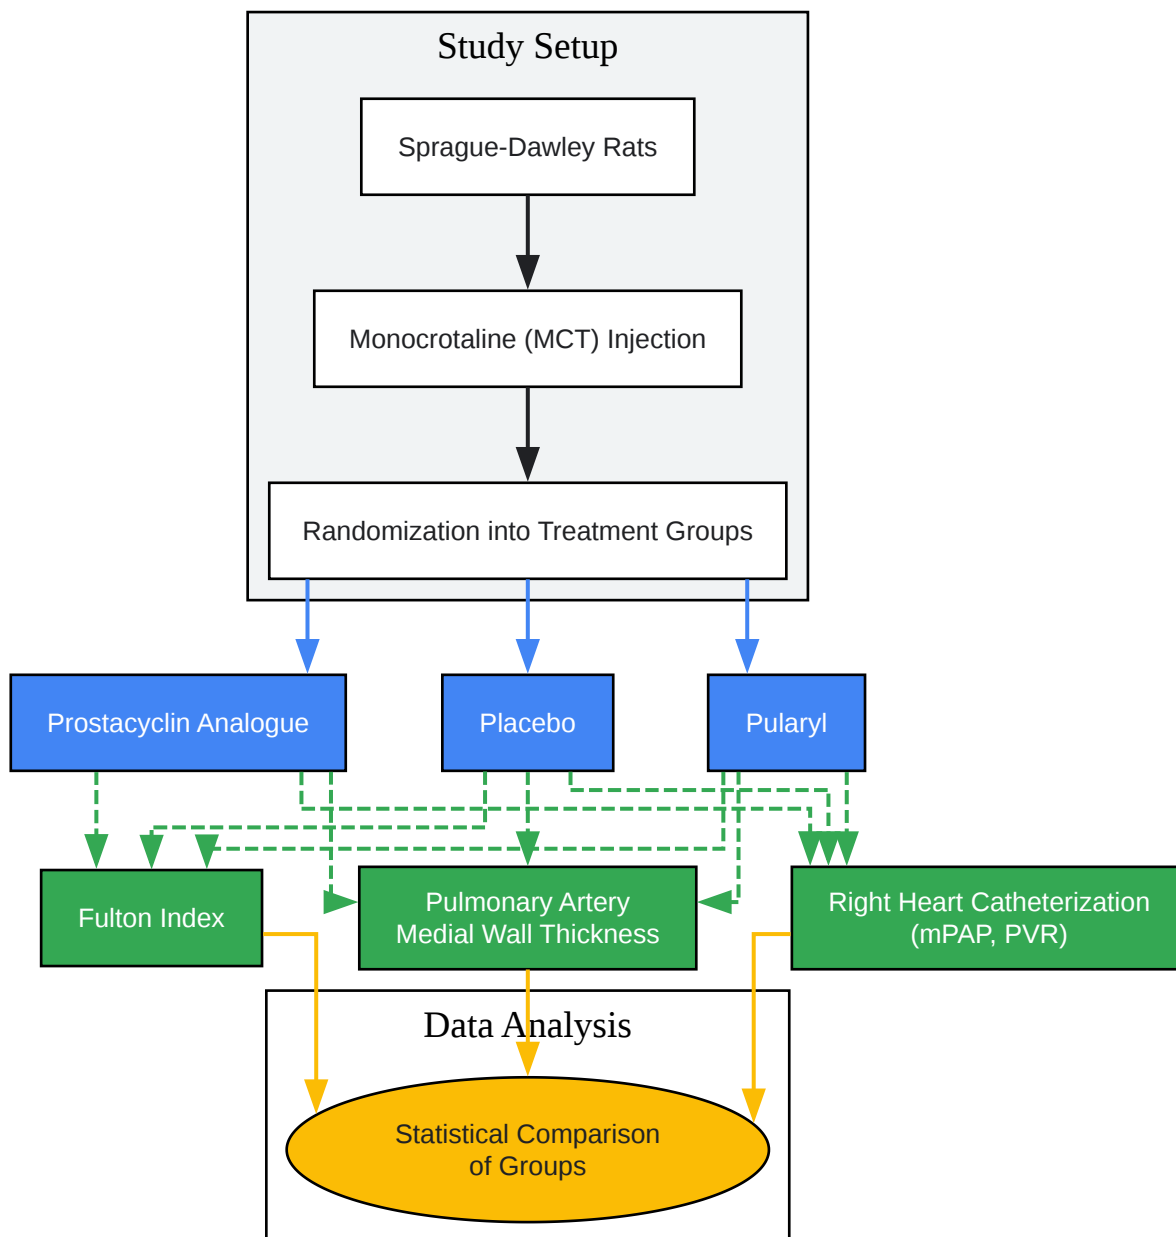 Study Setup
Sprague-Dawley Rats
Monocrotaline (MCT) Injection
Randomization into Treatment Groups
Prostacyclin Analogue
Placebo
Pularyl
Fulton Index
Pulmonary Artery
Medial Wall Thickness
Right Heart Catheterization
(mPAP, PVR)
Data Analysis
Statistical Comparison
of Groups